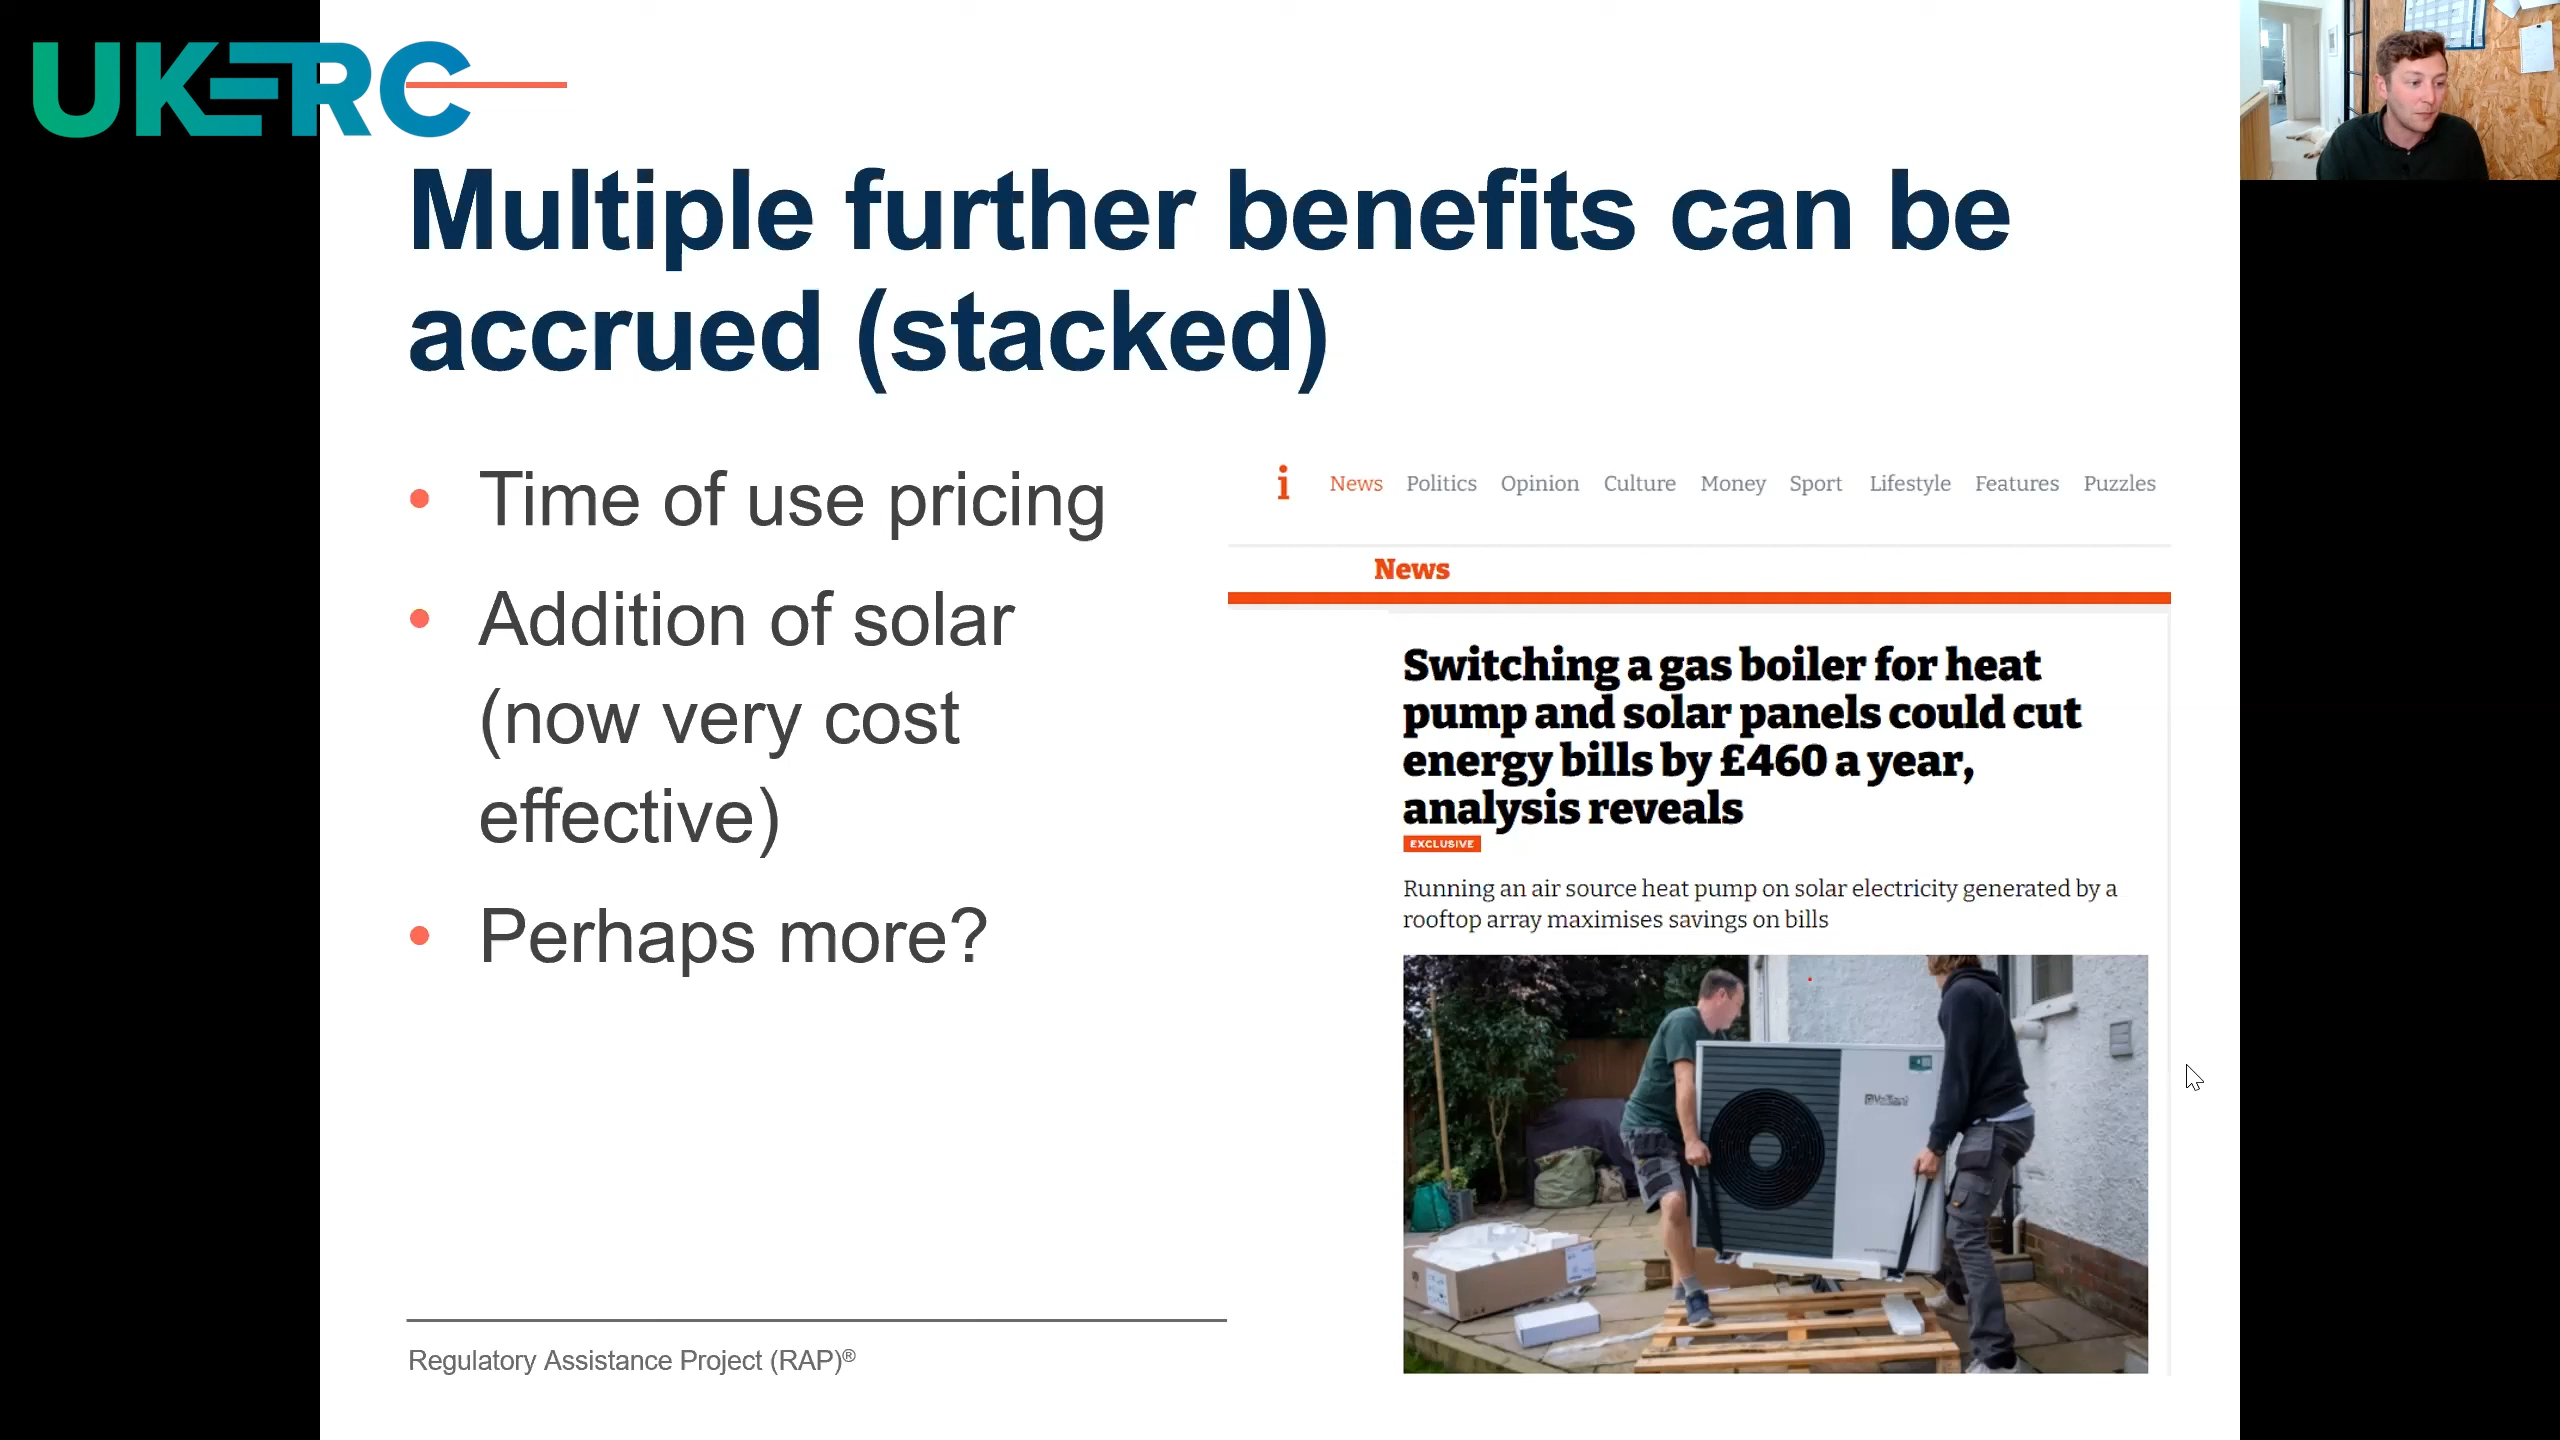 UKERC
Multiple further benefits can be
accrued (stacked)
• Time of use pricing
• Addition of solar
(now very cost
effective)
• Perhaps more?
i News Politics Opinion Culture Money Sport Lifestyle Features Puzzles
News
Switching a gas boiler for heat
pump and solar panels could cut
energy bills by £460 a year,
analysis reveals
EXCLUSIVE
Running an air source heat pump on solar electricity generated by a
rooftop array maximises savings on bills
Vaillant
Regulatory Assistance Project (RAP)®